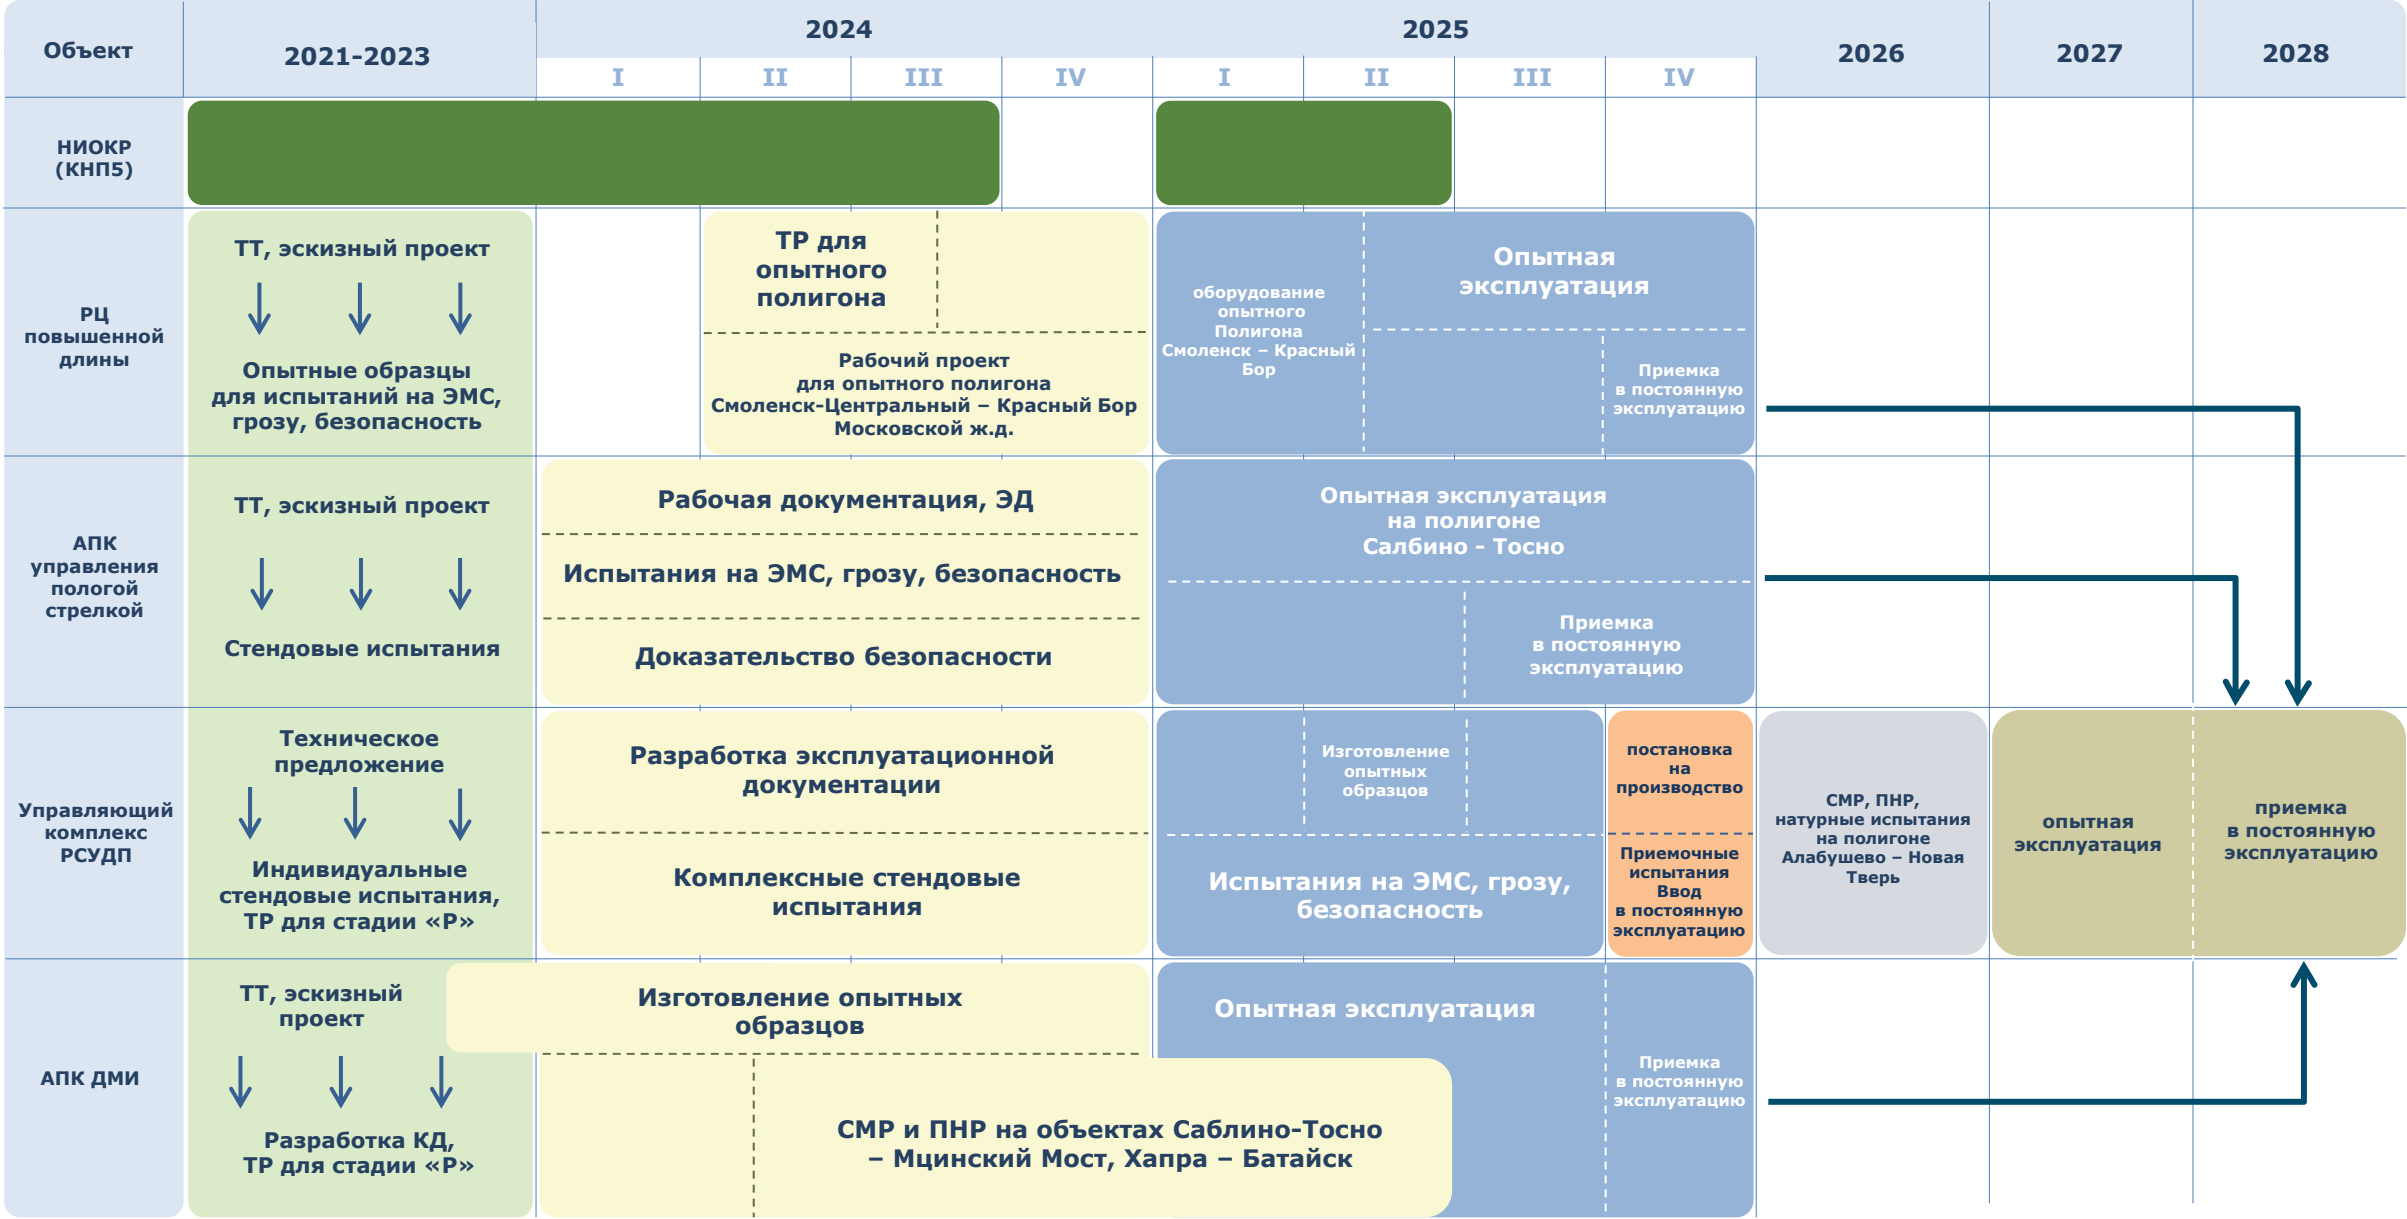 Объект
2021-2023
2024
2025
2026
2027
2028
I
II
III
IV
I
II
III
IV
НИОКР
(КНП5)
РЦ
повышенной
длины
ТТ, эскизный проект
Опытные образцы
для испытаний на ЭМС,
грозу, безопасность
ТР для
опытного
полигона
Рабочий проект
для опытного полигона
Смоленск-Центральный – Красный Бор
Московской ж.д.
оборудование
опытного
Полигона
Смоленск – Красный
Бор
Опытная
эксплуатация
Приемка
в постоянную
эксплуатацию
АПК
управления
пологой
стрелкой
ТТ, эскизный проект
Стендовые испытания
Рабочая документация, ЭД
Испытания на ЭМС, грозу, безопасность
Доказательство безопасности
Опытная эксплуатация
на полигоне
Салбино - Тосно
Приемка
в постоянную
эксплуатацию
Управляющий
комплекс
РСУДП
Техническое
предложение
Индивидуальные
стендовые испытания,
ТР для стадии «Р»
Разработка эксплуатационной
документации
Комплексные стендовые
испытания
Изготовление
опытных
образцов
Испытания на ЭМС, грозу,
безопасность
постановка
на
производство
Приемочные
испытания
Ввод
в постоянную
эксплуатацию
СМР, ПНР,
натурные испытания
на полигоне
Алабушево – Новая
Тверь
опытная
эксплуатация
приемка
в постоянную
эксплуатацию
АПК ДМИ
ТТ, эскизный
проект
Разработка КД,
ТР для стадии «Р»
Изготовление опытных
образцов
СМР и ПНР на объектах Саблино-Тосно
– Мцинский Мост, Хапра – Батайск
Опытная эксплуатация
Приемка
в постоянную
эксплуатацию